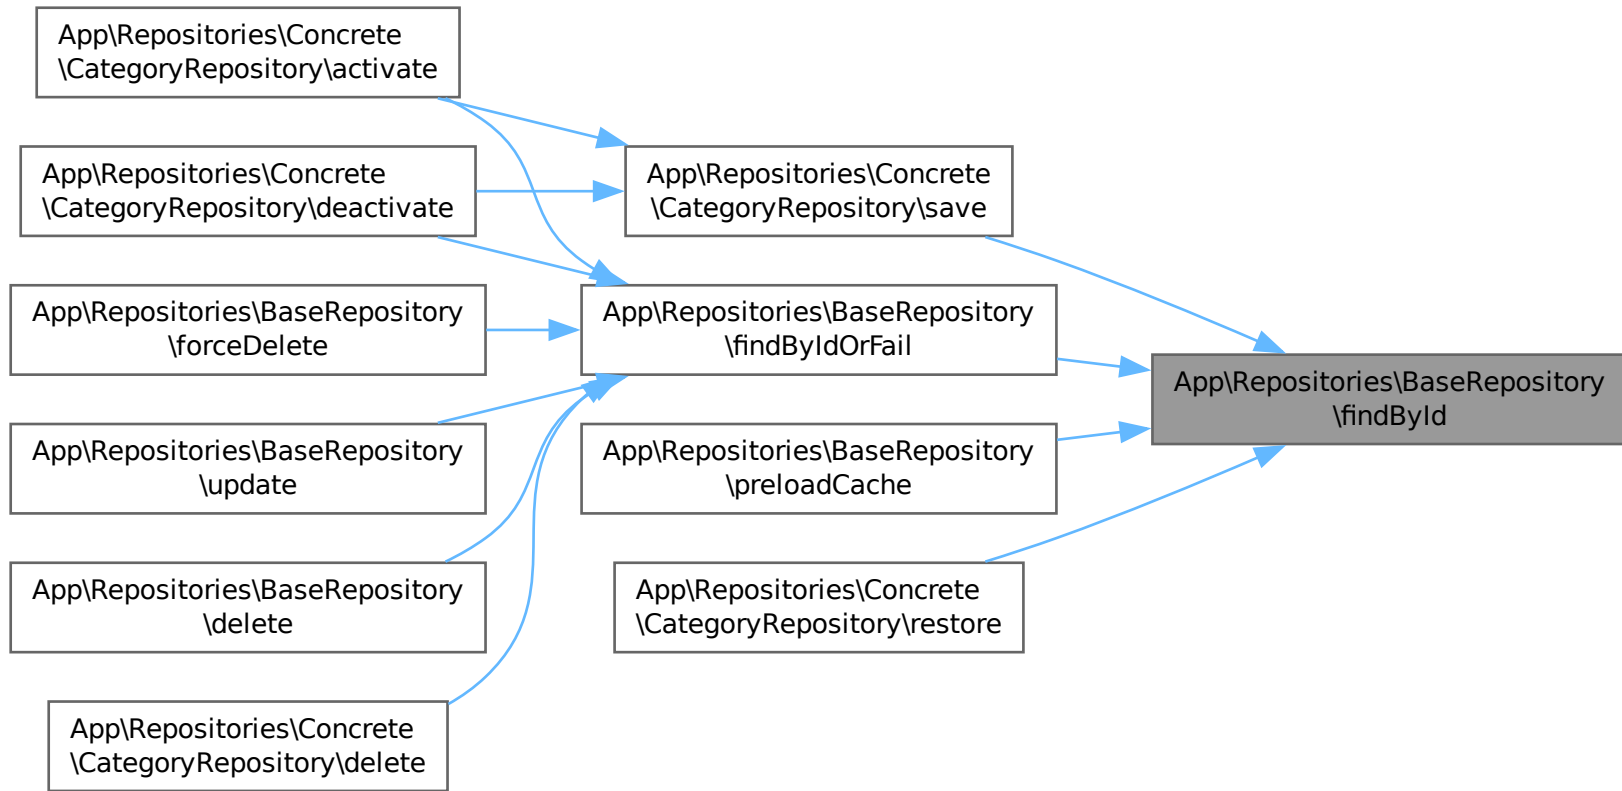 App\Repositories\Concrete
\CategoryRepository\activate
App\Repositories\Concrete
\CategoryRepository\deactivate
App\Repositories\BaseRepository
\forceDelete
App\Repositories\BaseRepository
\update
App\Repositories\BaseRepository
\delete
App\Repositories\Concrete
\CategoryRepository\delete
App\Repositories\Concrete
\CategoryRepository\save
App\Repositories\BaseRepository
\findByIdOrFail
App\Repositories\BaseRepository
\preloadCache
App\Repositories\Concrete
\CategoryRepository\restore
App\Repositories\BaseRepository
\findById